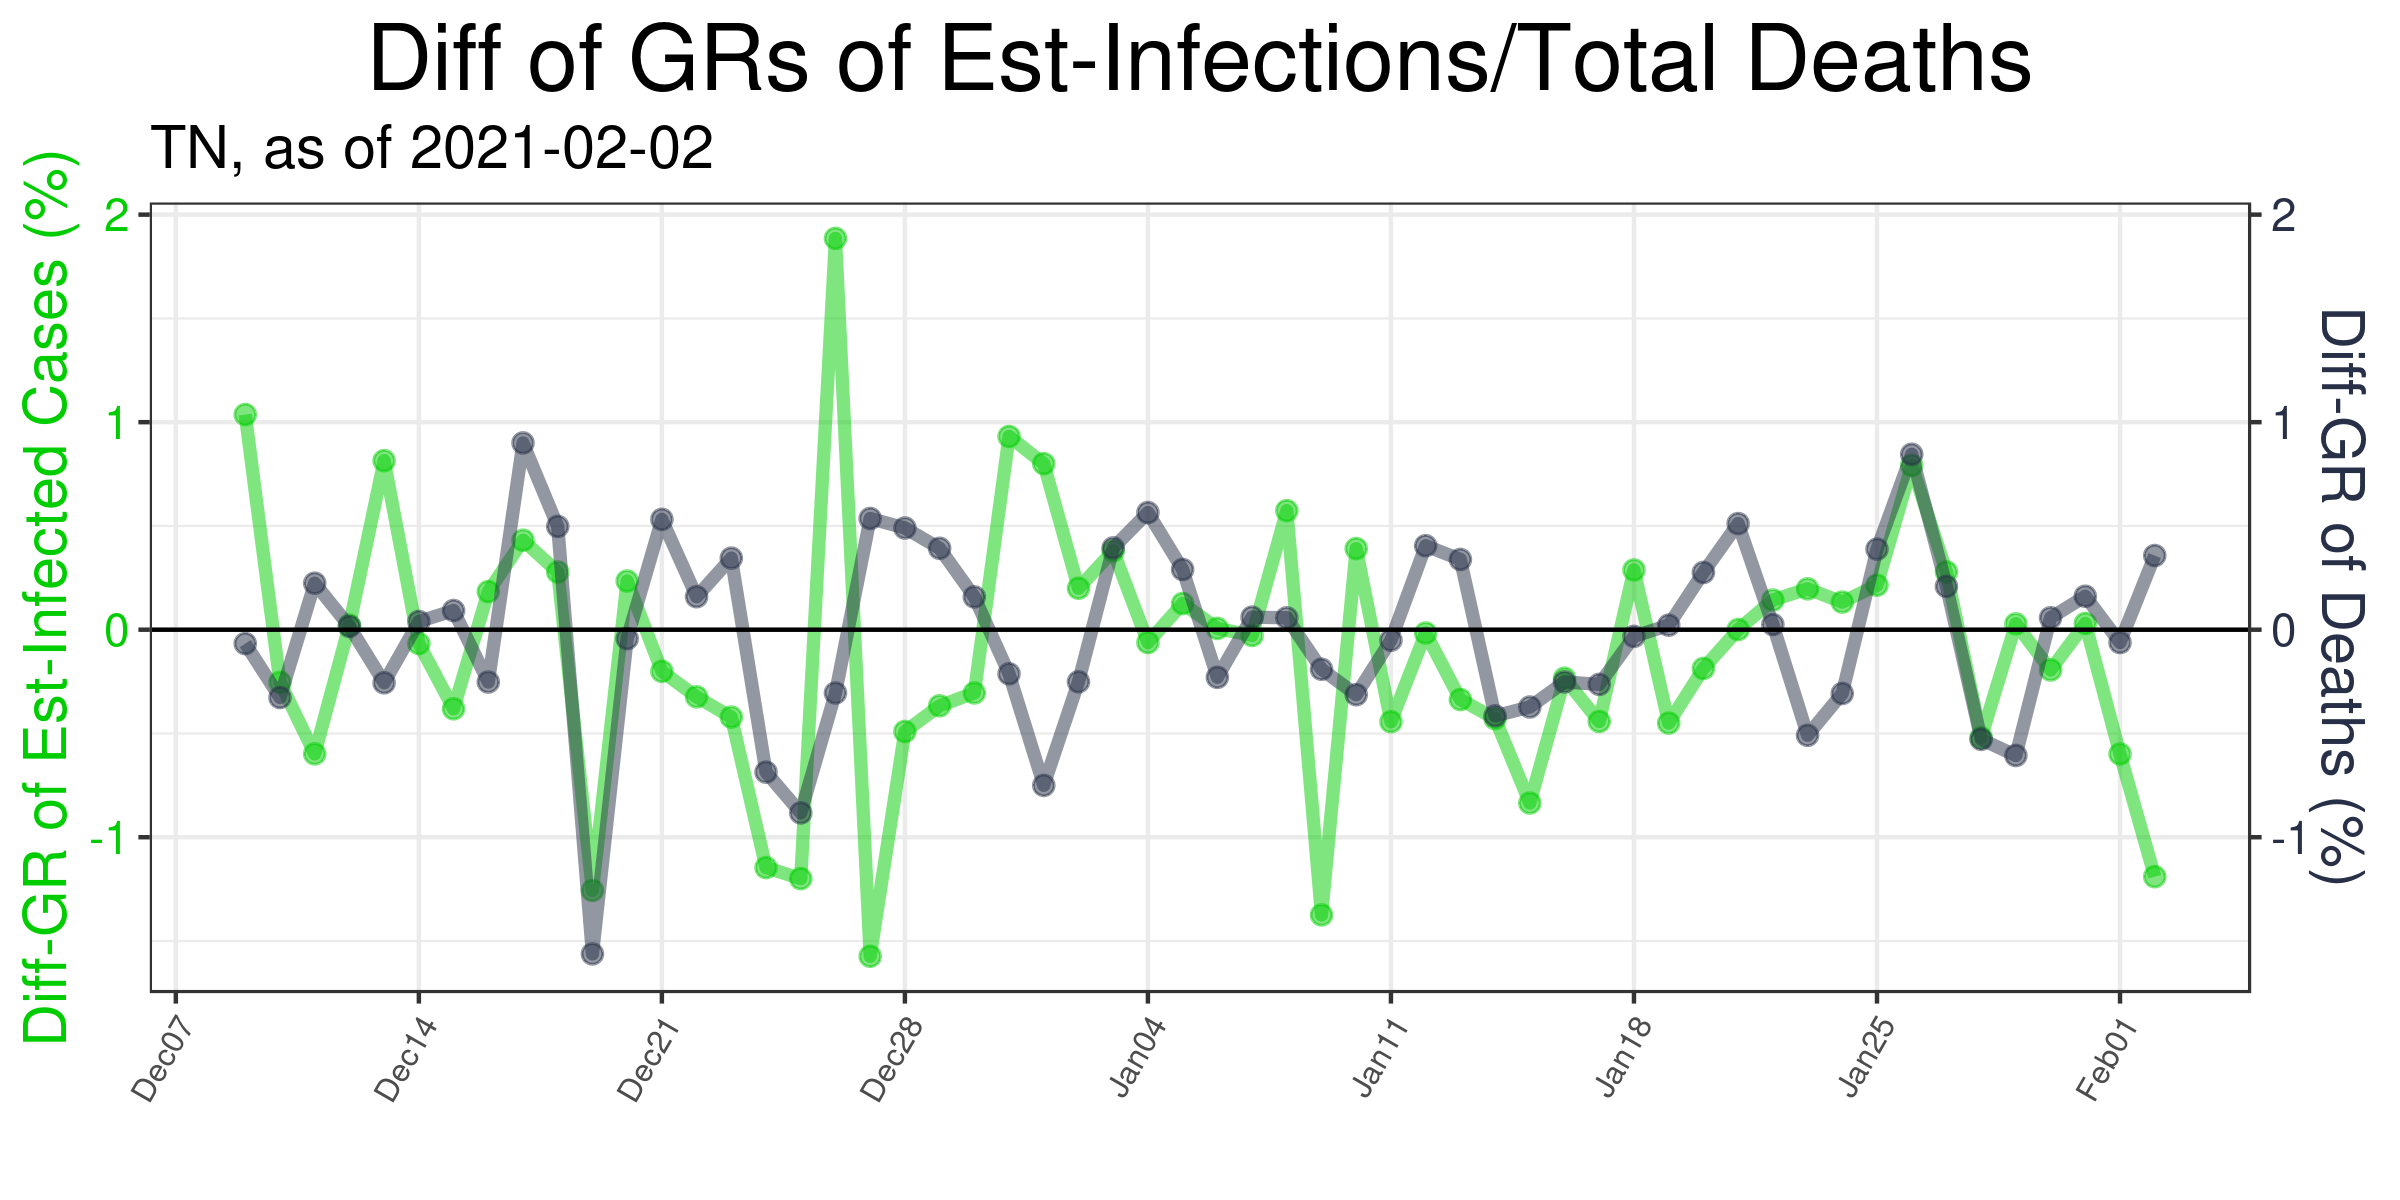 Diff of GRs of Est-Infections/Total Deaths
TN, as of 2021-02-02
Diff-GR of Est-Infected Cases (%)
2
1
0
-1
2
1
0
-1
Diff-GR of Deaths (%)
Dec07
Dec14
Dec21
Dec28
Jan04
Jan11
Jan18
Jan25
Feb01